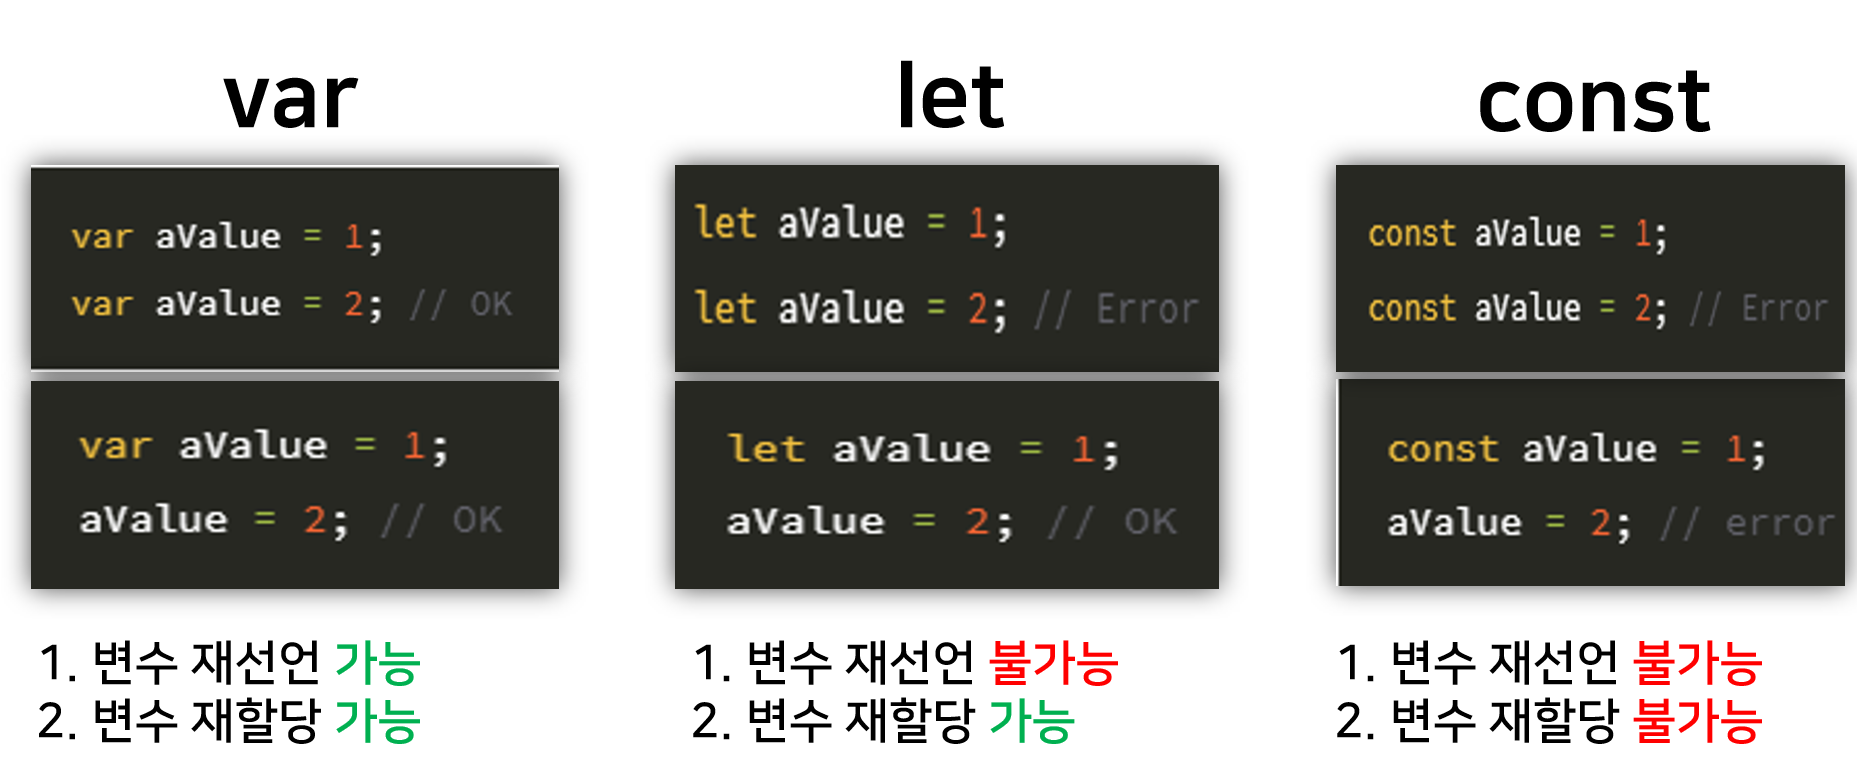 var
var aValue = 1;
var aValue = 2; // OK
var aValue = 1;
aValue = 2; // OK
1. 변수 재선언 가능
2. 변수 재할당 가능
let
let aValue = 1;
let aValue = 2; // Error
let aValue = 1;
aValue = 2; // OK
1. 변수 재선언 불가능
2. 변수 재할당 가능
const
const aValue = 1;
const aValue = 2; // Error
const aValue = 1;
aValue = 2; // error
1. 변수 재선언 불가능
2. 변수 재할당 불가능